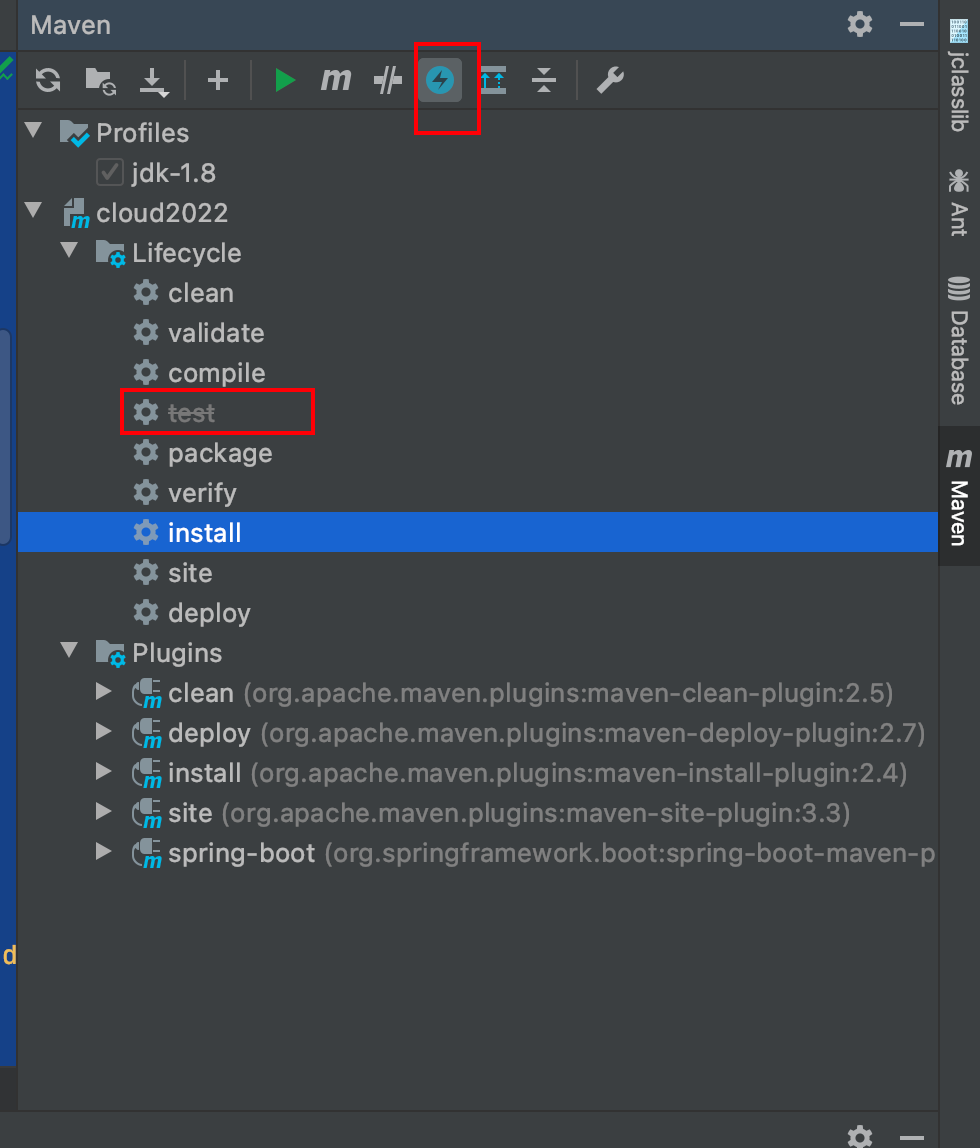 Maven
m
Profiles
jdk-1.8
cloud2022
Lifecycle
clean
validate
compile
test
package
verify
install
site
deploy
Plugins
clean (org.apache.maven.plugins:maven-clean-plugin:2.5)
deploy (org.apache.maven.plugins:maven-deploy-plugin:2.7)
install (org.apache.maven.plugins:maven-install-plugin:2.4)
site (org.apache.maven.plugins:maven-site-plugin:3.3)
spring-boot (org.springframework.boot:spring-boot-maven-p
d
jclasslib
Ant
Database
m Maven